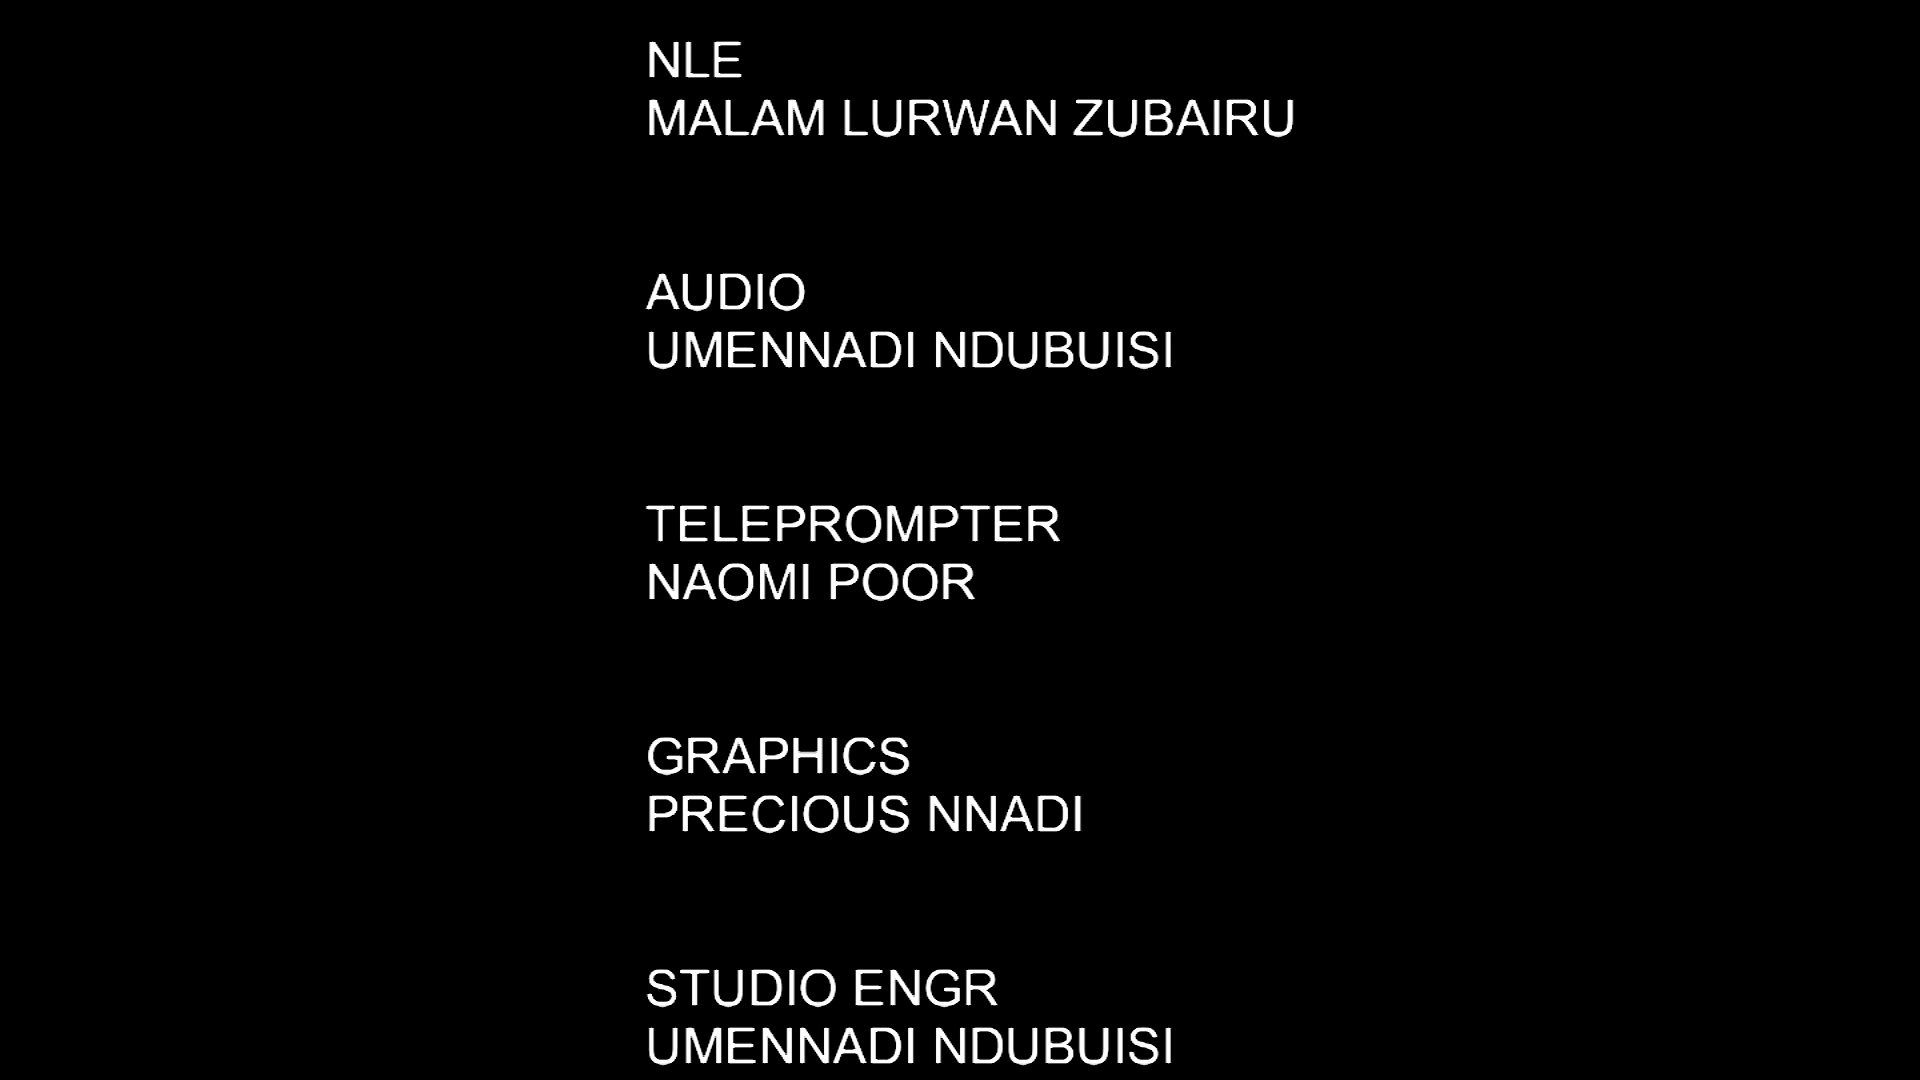 NLE
MALAM LURWAN ZUBAIRU
AUDIO
UMENNADI NDUBUISI
TELEPROMPTER
NAOMI POOR
GRAPHICS
PRECIOUS NNADI
STUDIO ENGR
UMENNADI NDUBUISI